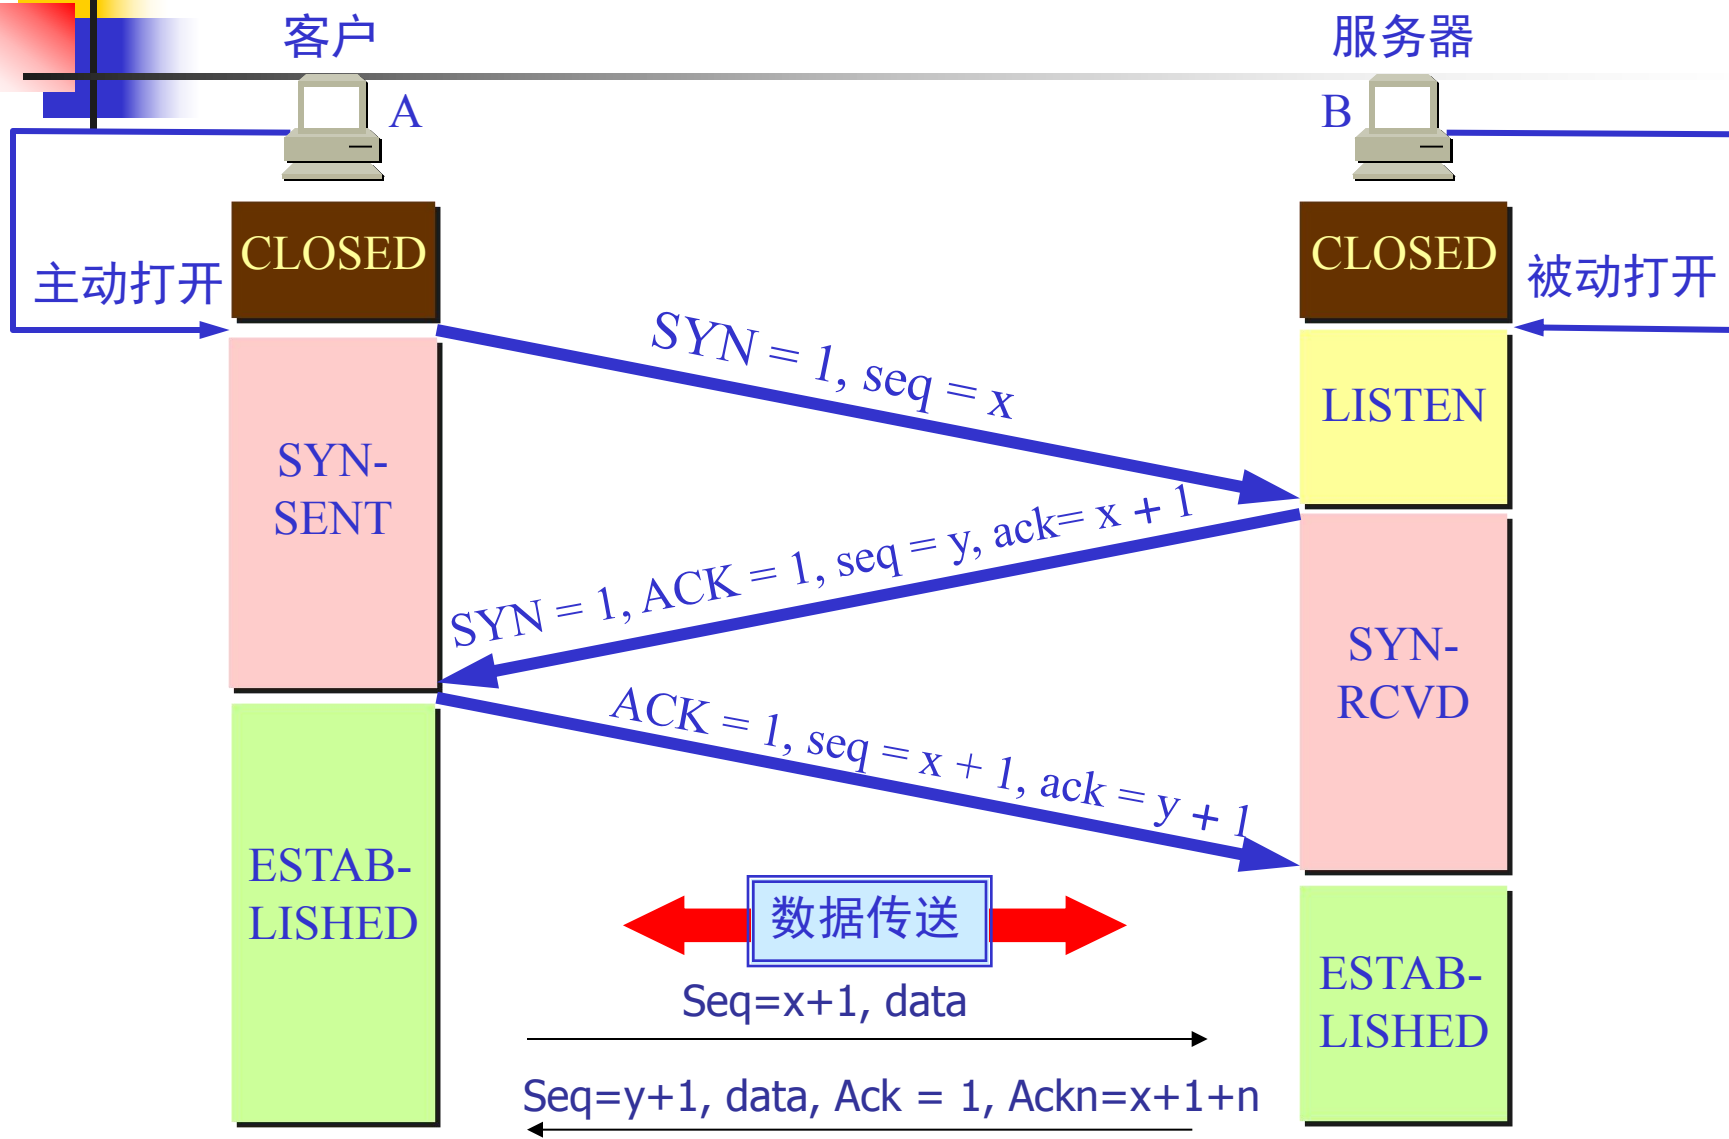 客户
服务器
A
B
CLOSED
CLOSED
主动打开
被动打开
SYN = 1, seq = x
LISTEN
SYN-
SENT
SYN = 1, ACK = 1, seq = y, ack= x + 1
SYN-
RCVD
ACK = 1, seq = x + 1, ack = y + 1
ESTAB-
LISHED
数据传送
ESTAB-
LISHED
Seq=x+1, data
Seq=y+1, data, Ack = 1, Ackn=x+1+n